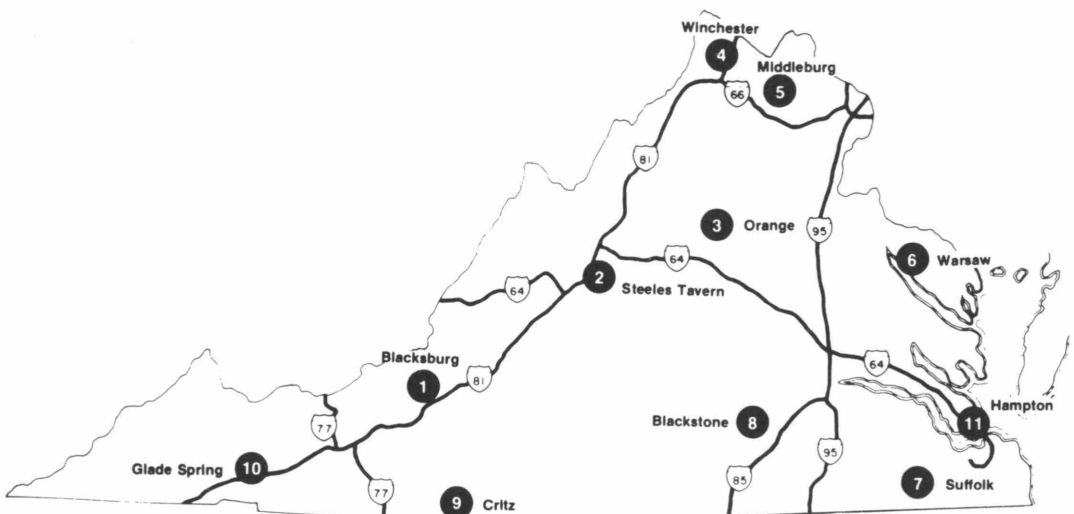 Winchester
4
Middleburg
5
66
81
3 Orange
95
6 Warsaw
64
2 Steeles Tavern
64
Blacksburg
1
81
64
Hampton
11
77
Blackstone 8
95
Glade Spring 10
77
85
7 Suffolk
9 Critz